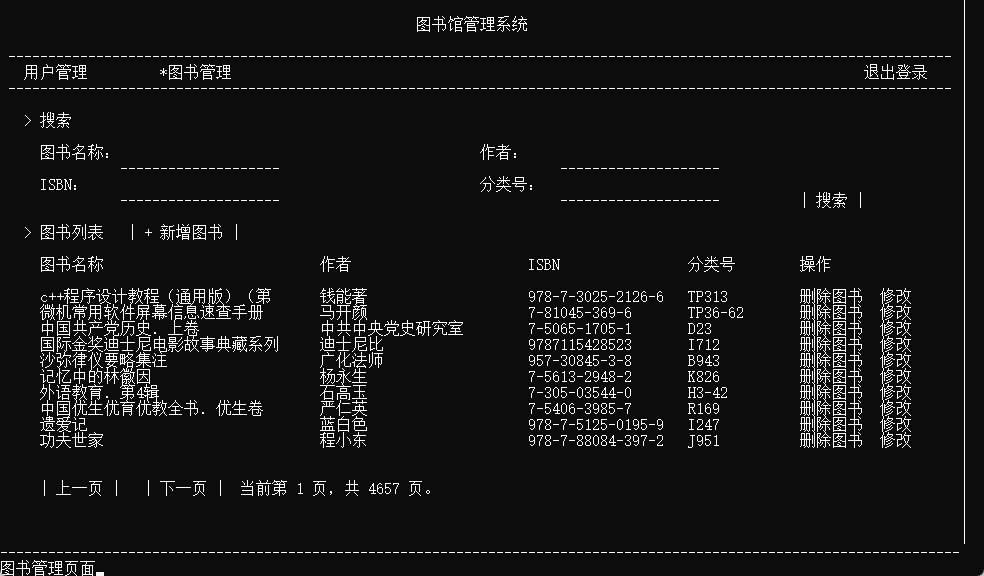 图书馆管理系统
用户管理 *图书管理 退出登录
> 搜索
图书名称: 作者:
ISBN: 分类号:
| 搜索 |
> 图书列表 | + 新增图书 |
图书名称 作者 ISBN 分类号 操作
c++程序设计教程（通用版）（第 钱能著 978-7-3025-2126-6 TP313 删除图书 修改
微机常用软件屏幕信息速查手册 马开颜 7-81045-369-6 TP36-62 删除图书 修改
中国共产党历史. 上卷 中共中央党史研究室 7-5065-1705-1 D23 删除图书 修改
国际金奖迪士尼电影故事典藏系列 迪士尼比 9787115428523 I712 删除图书 修改
沙弥律仪要略集注 广化法师 957-30845-3-8 B943 删除图书 修改
记忆中的林徽因 杨永生 7-5613-2948-2 K826 删除图书 修改
外语教育. 第4辑 石高玉 7-305-03544-0 H3-42 删除图书 修改
中国优生优育优教全书. 优生卷 严仁英 7-5406-3985-7 R169 删除图书 修改
遗爱记 蓝白色 978-7-5125-0195-9 I247 删除图书 修改
功夫世家 程小东 978-7-88084-397-2 J951 删除图书 修改
| 上一页 | | 下一页 | 当前第 1 页, 共 4657 页。
图书管理页面